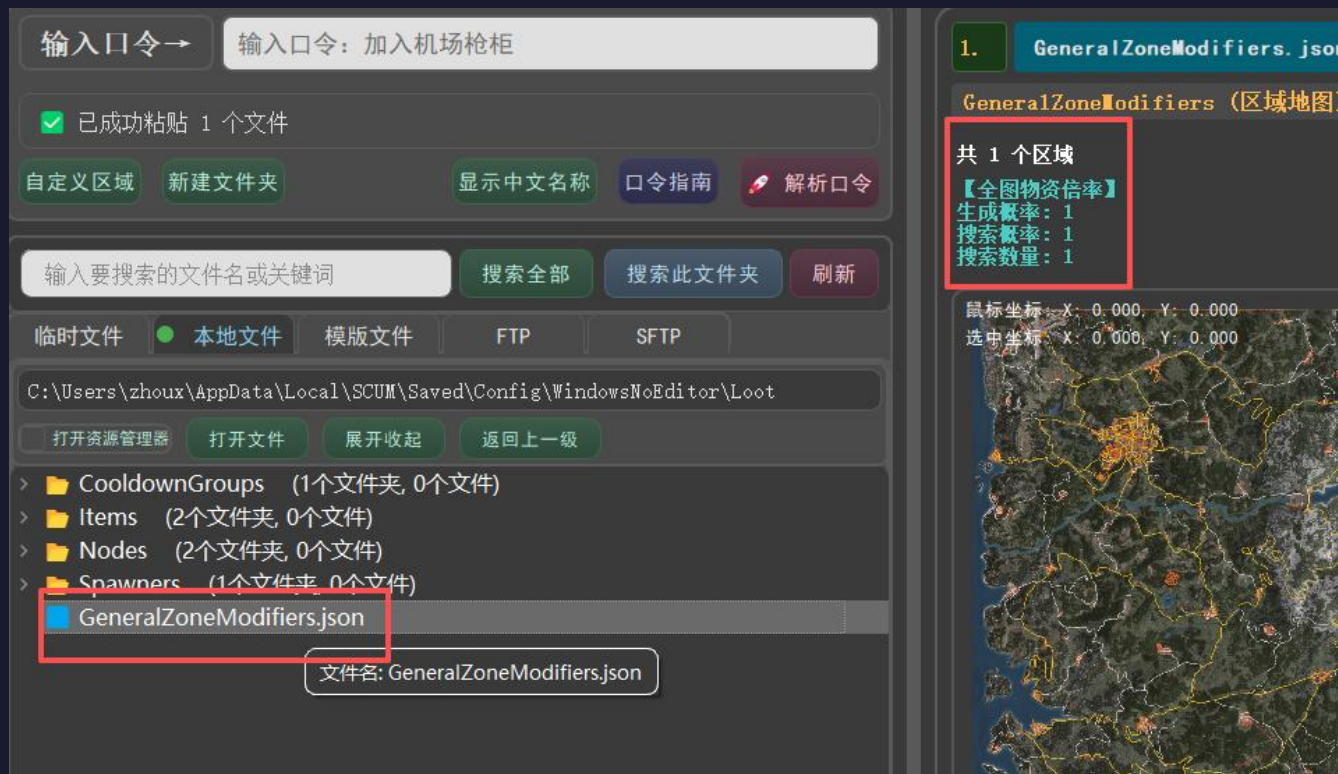 输入口令→
输入口令：加入机场枪柜
已成功粘贴 1 个文件
自定义区域
新建文件夹
显示中文名称
口令指南
解析口令
输入要搜索的文件名或关键词
搜索全部
搜索此文件夹
刷新
临时文件
本地文件
模版文件
FTP
SFTP
C:\Users\zhoux\AppData\Local\SCUM\Saved\Config\WindowsNoEditor\Loot
打开资源管理器
打开文件
展开收起
返回上一级
CooldownGroups (1个文件夹, 0个文件)
Items (2个文件夹, 0个文件)
Nodes (2个文件夹, 0个文件)
Spawners (1个文件夹, 0个文件)
GeneralZoneModifiers.json
文件名: GeneralZoneModifiers.json
1.
GeneralZoneModifiers.json
GeneralZoneModifiers (区域地图
共 1 个区域
【全图物资倍率】
生成概率: 1
搜索概率: 1
搜索数量: 1
鼠标坐标: X: 0.000, Y: 0.000
选中坐标: X: 0.000, Y: 0.000